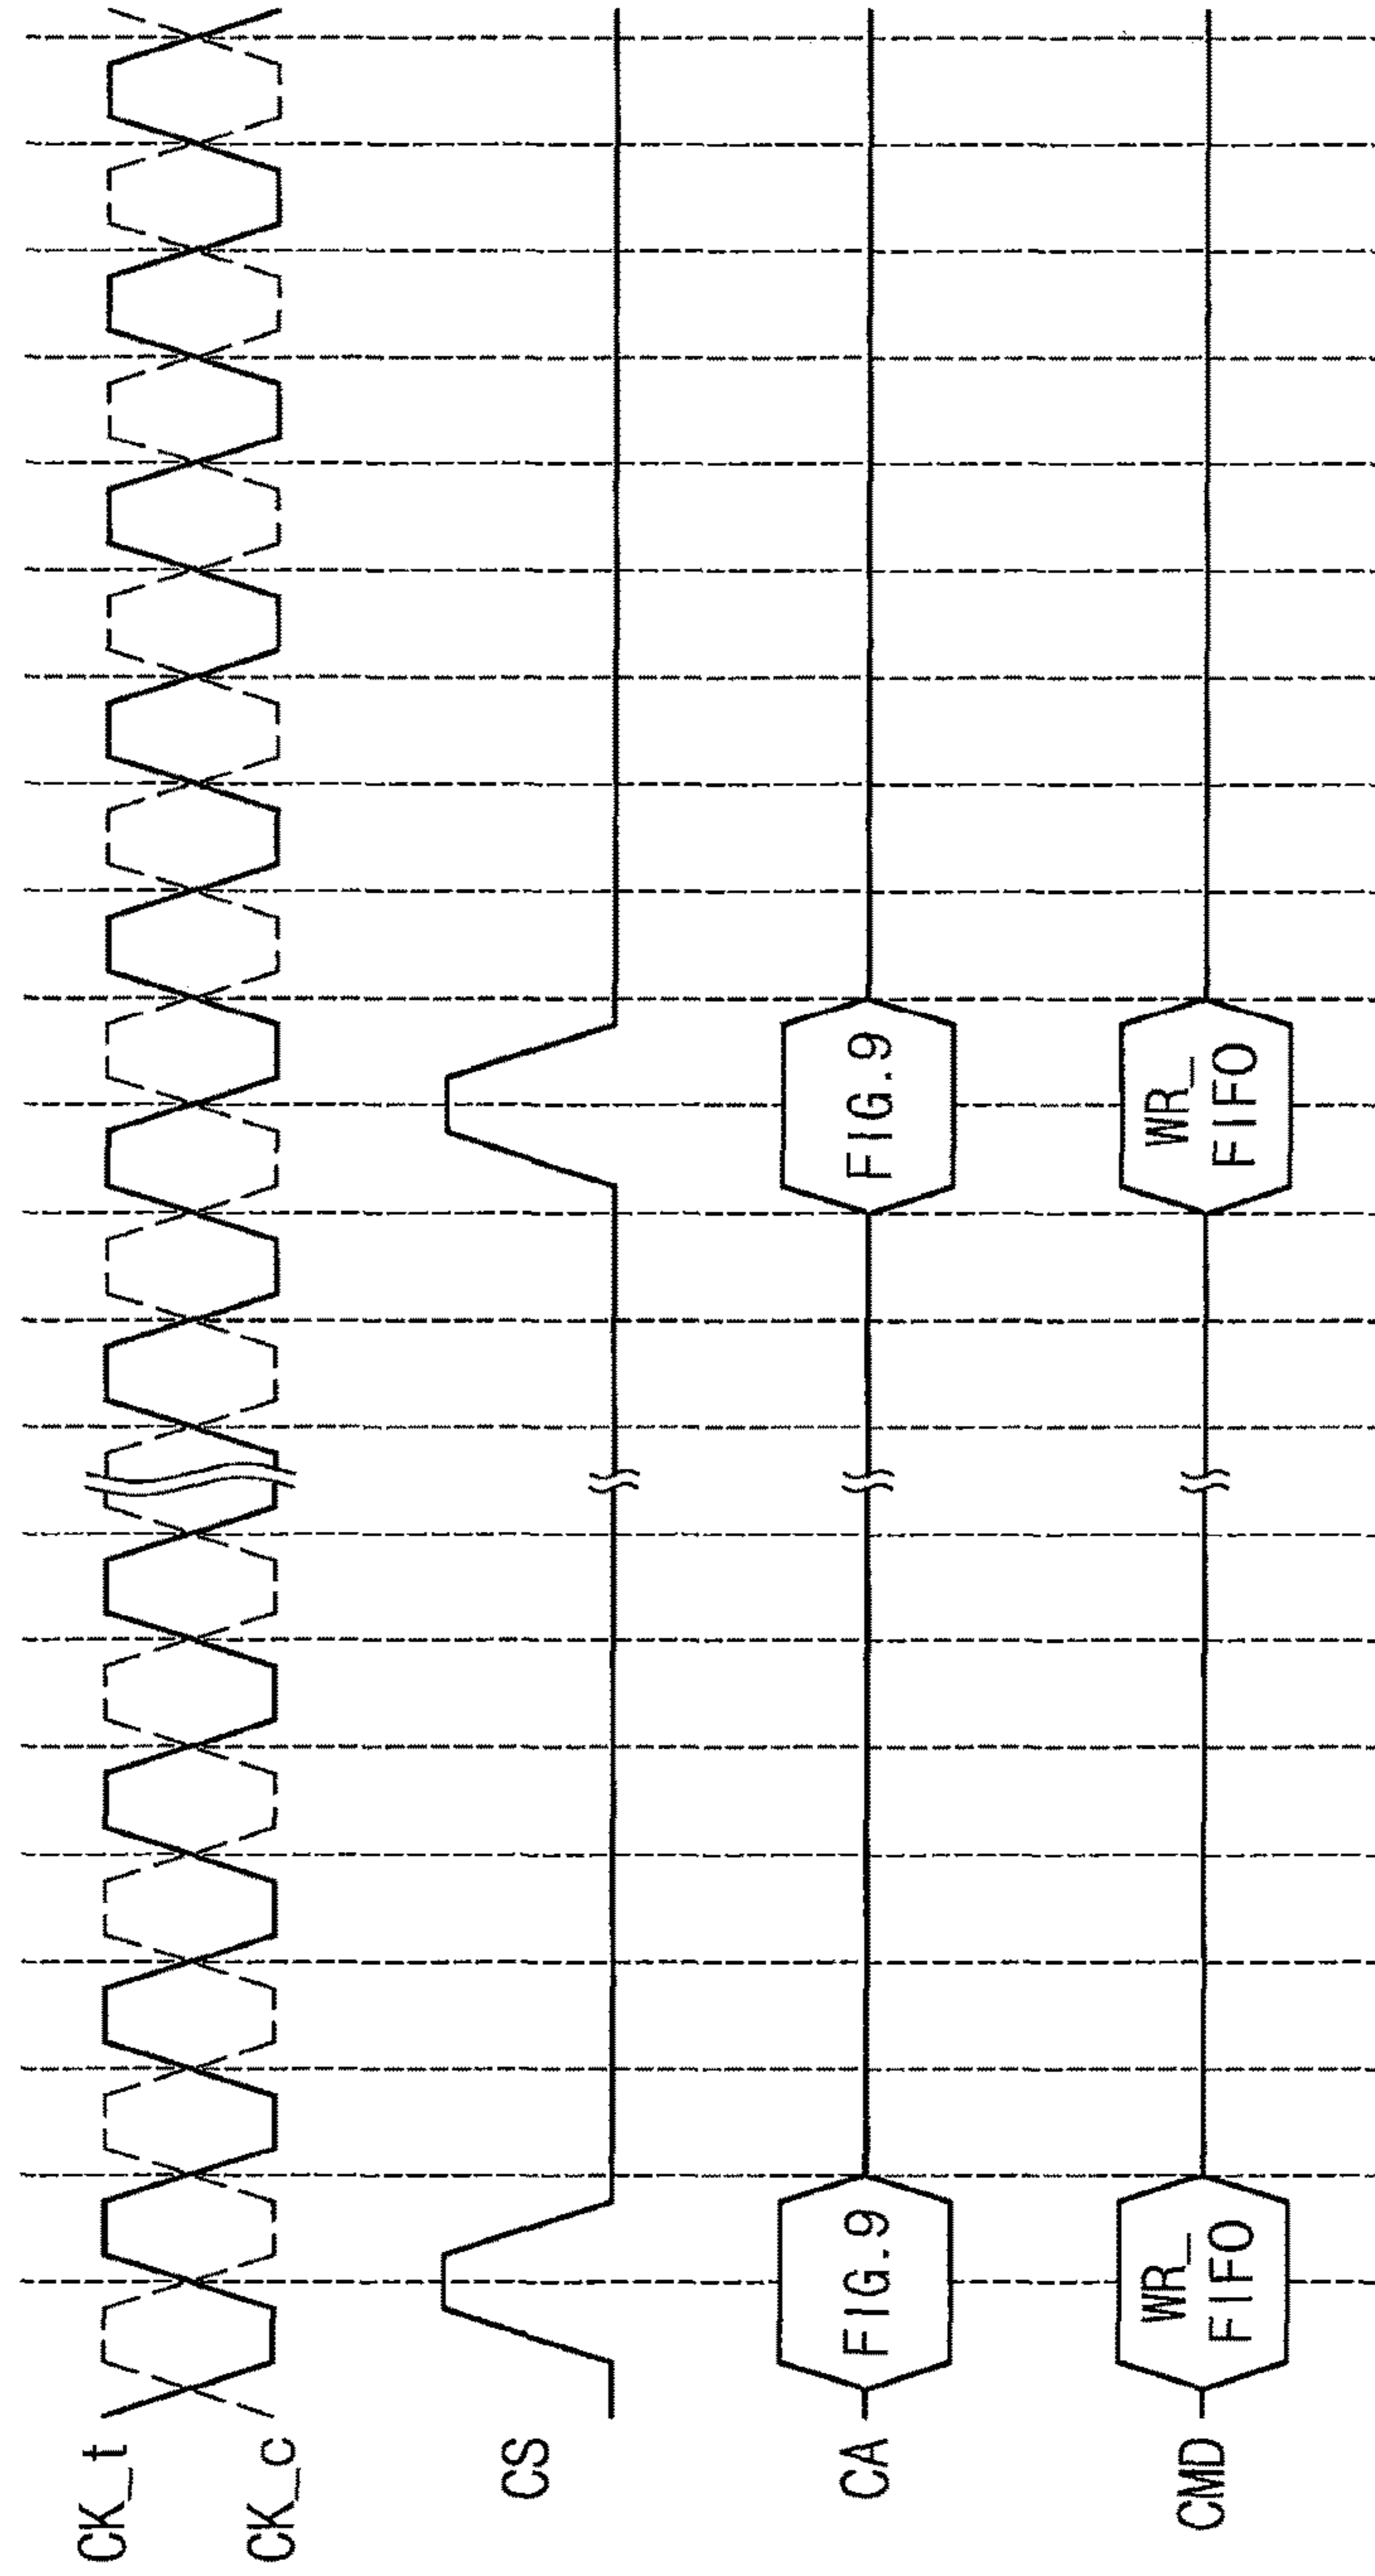 CK_t
CK_c
CS
CA
FIG.9
FIG.9
CMD
WR_
FIFO
WR_
FIFO